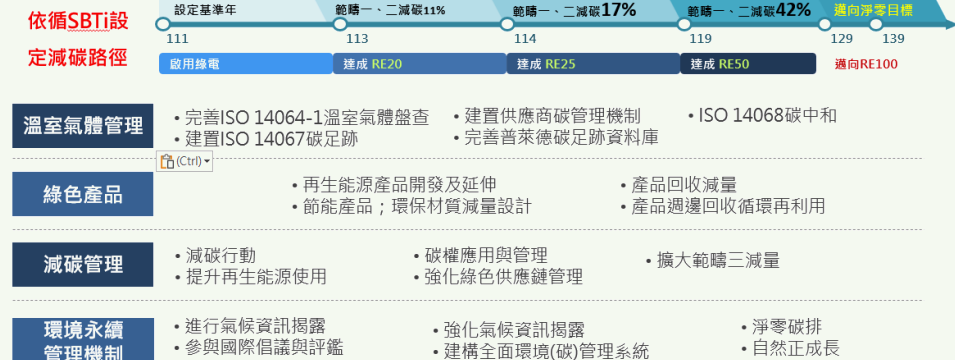 依循SBTi設
定減碳路徑
設定基準年
範疇一、二減碳11%
範疇一、二減碳17%
範疇一、二減碳42%
邁向淨零目標
111
113
114
119
129
139
啟用綠電
達成 RE20
達成 RE25
達成 RE50
邁向RE100
溫室氣體管理
• 完善ISO 14064-1溫室氣體盤查
• 建置ISO 14067碳足跡
• 建置供應商碳管理機制
• 完善普萊德碳足跡資料庫
• ISO 14068碳中和
(Ctrl)
綠色產品
• 再生能源產品開發及延伸
• 節能產品；環保材質減量設計
• 產品回收減量
• 產品週邊回收循環再利用
減碳管理
• 減碳行動
• 提升再生能源使用
• 碳權應用與管理
• 強化綠色供應鏈管理
• 擴大範疇三減量
環境永續
管理機制
• 進行氣候資訊揭露
• 參與國際倡議與評鑑
• 強化氣候資訊揭露
• 建構全面環境(碳)管理系統
• 淨零碳排
• 自然正成長